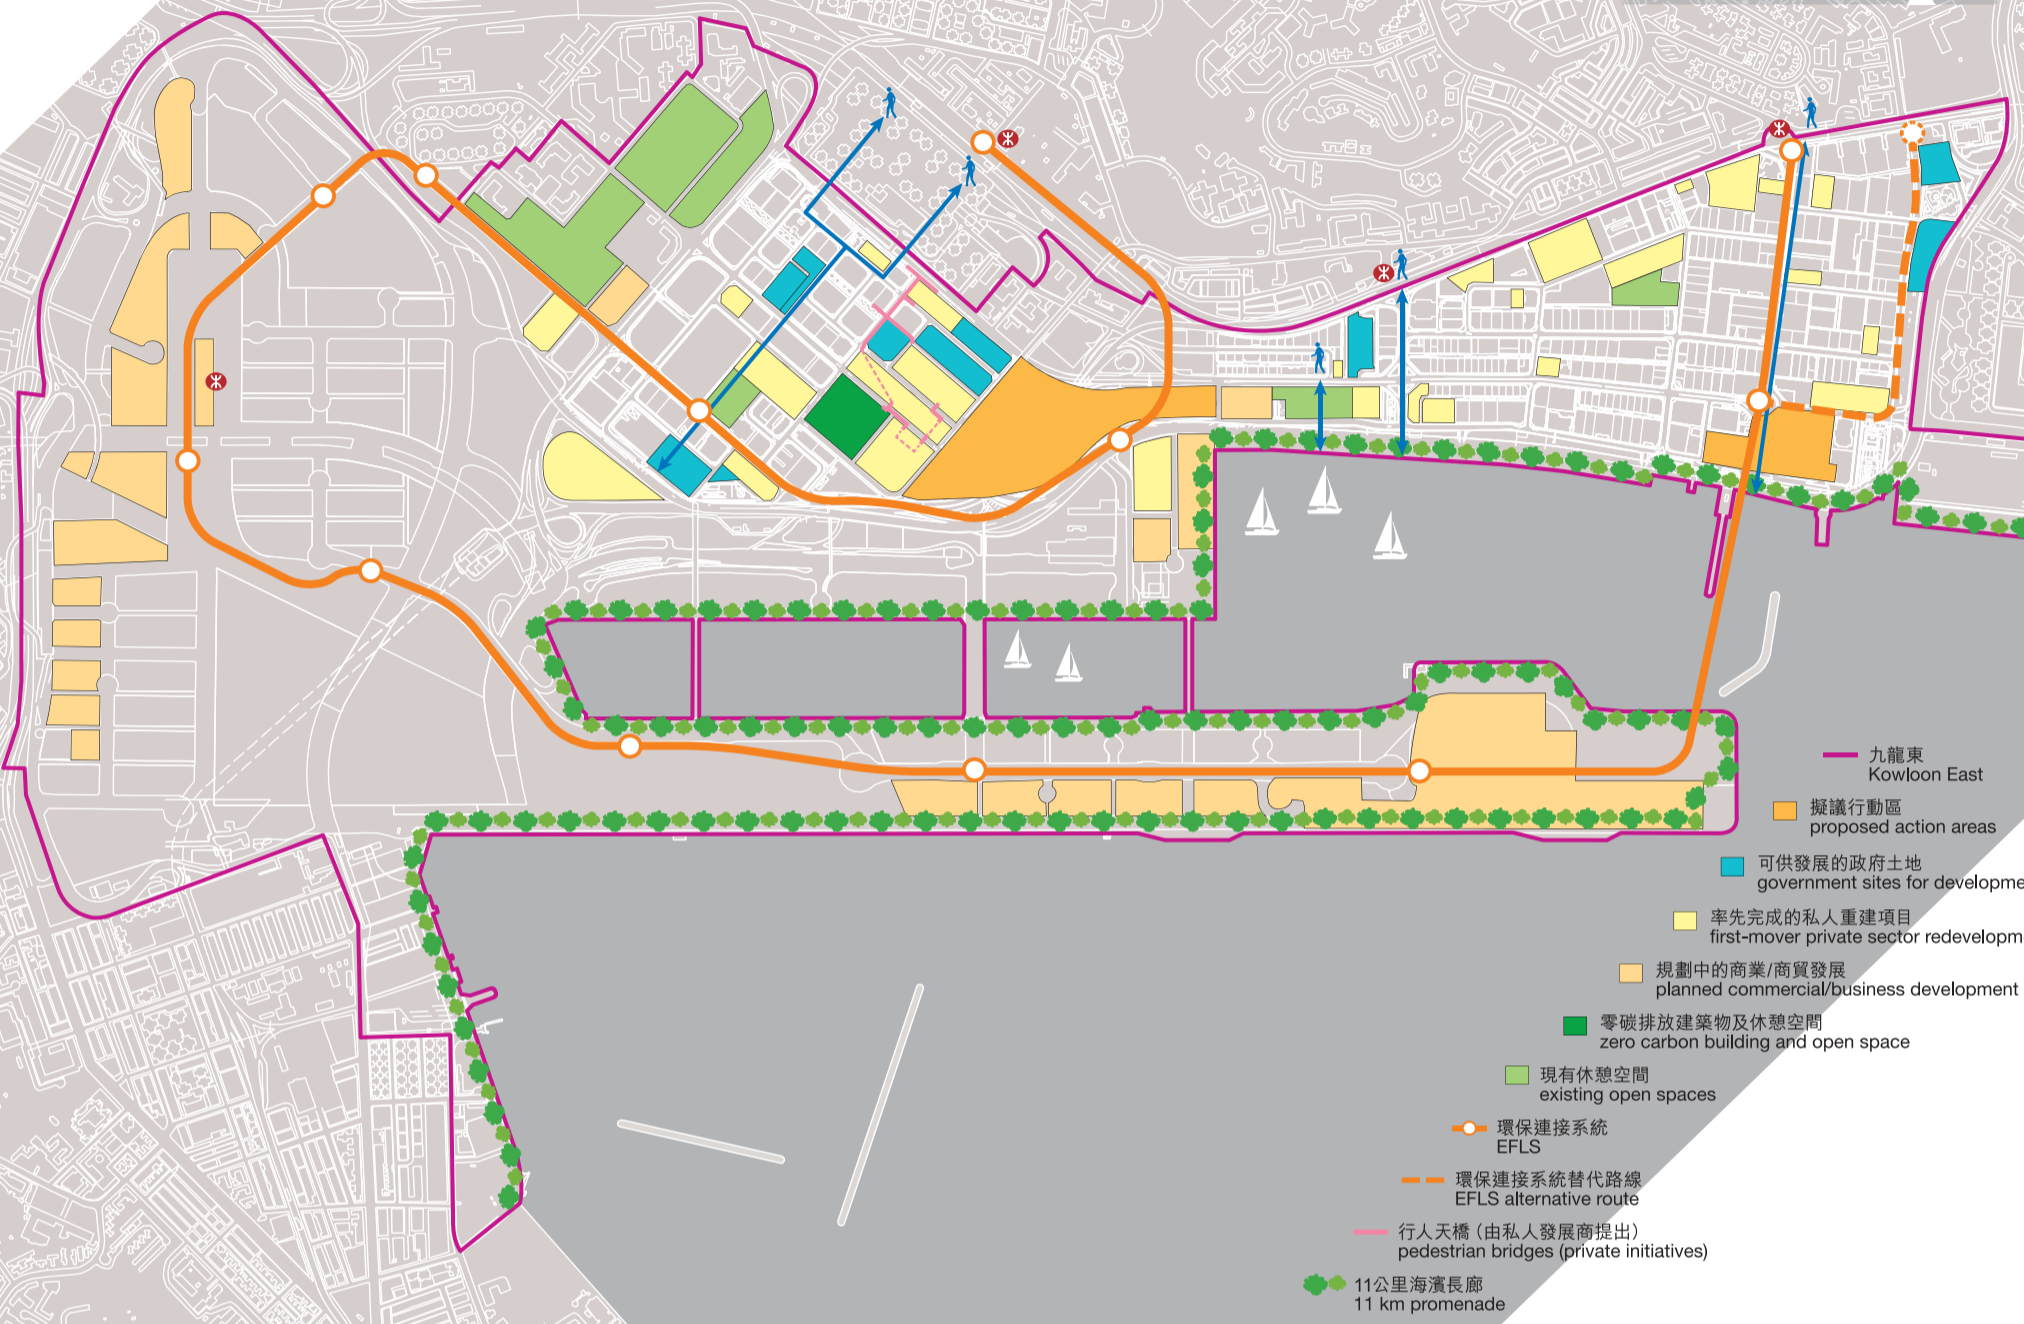 九龍東
Kowloon East
擬議行動區
proposed action areas
可供發展的政府土地
government sites for developme
率先完成的私人重建項目
first-mover private sector redevelopm
規劃中的商業/商貿發展
planned commercial/business development
零碳排放建築物及休憩空間
zero carbon building and open space
現有休憩空間
existing open spaces
環保連接系統
EFLS
環保連接系統替代路線
EFLS alternative route
行人天橋(由私人發展商提出)
pedestrian bridges (private initiatives)
11公里海濱長廊
11 km promenade